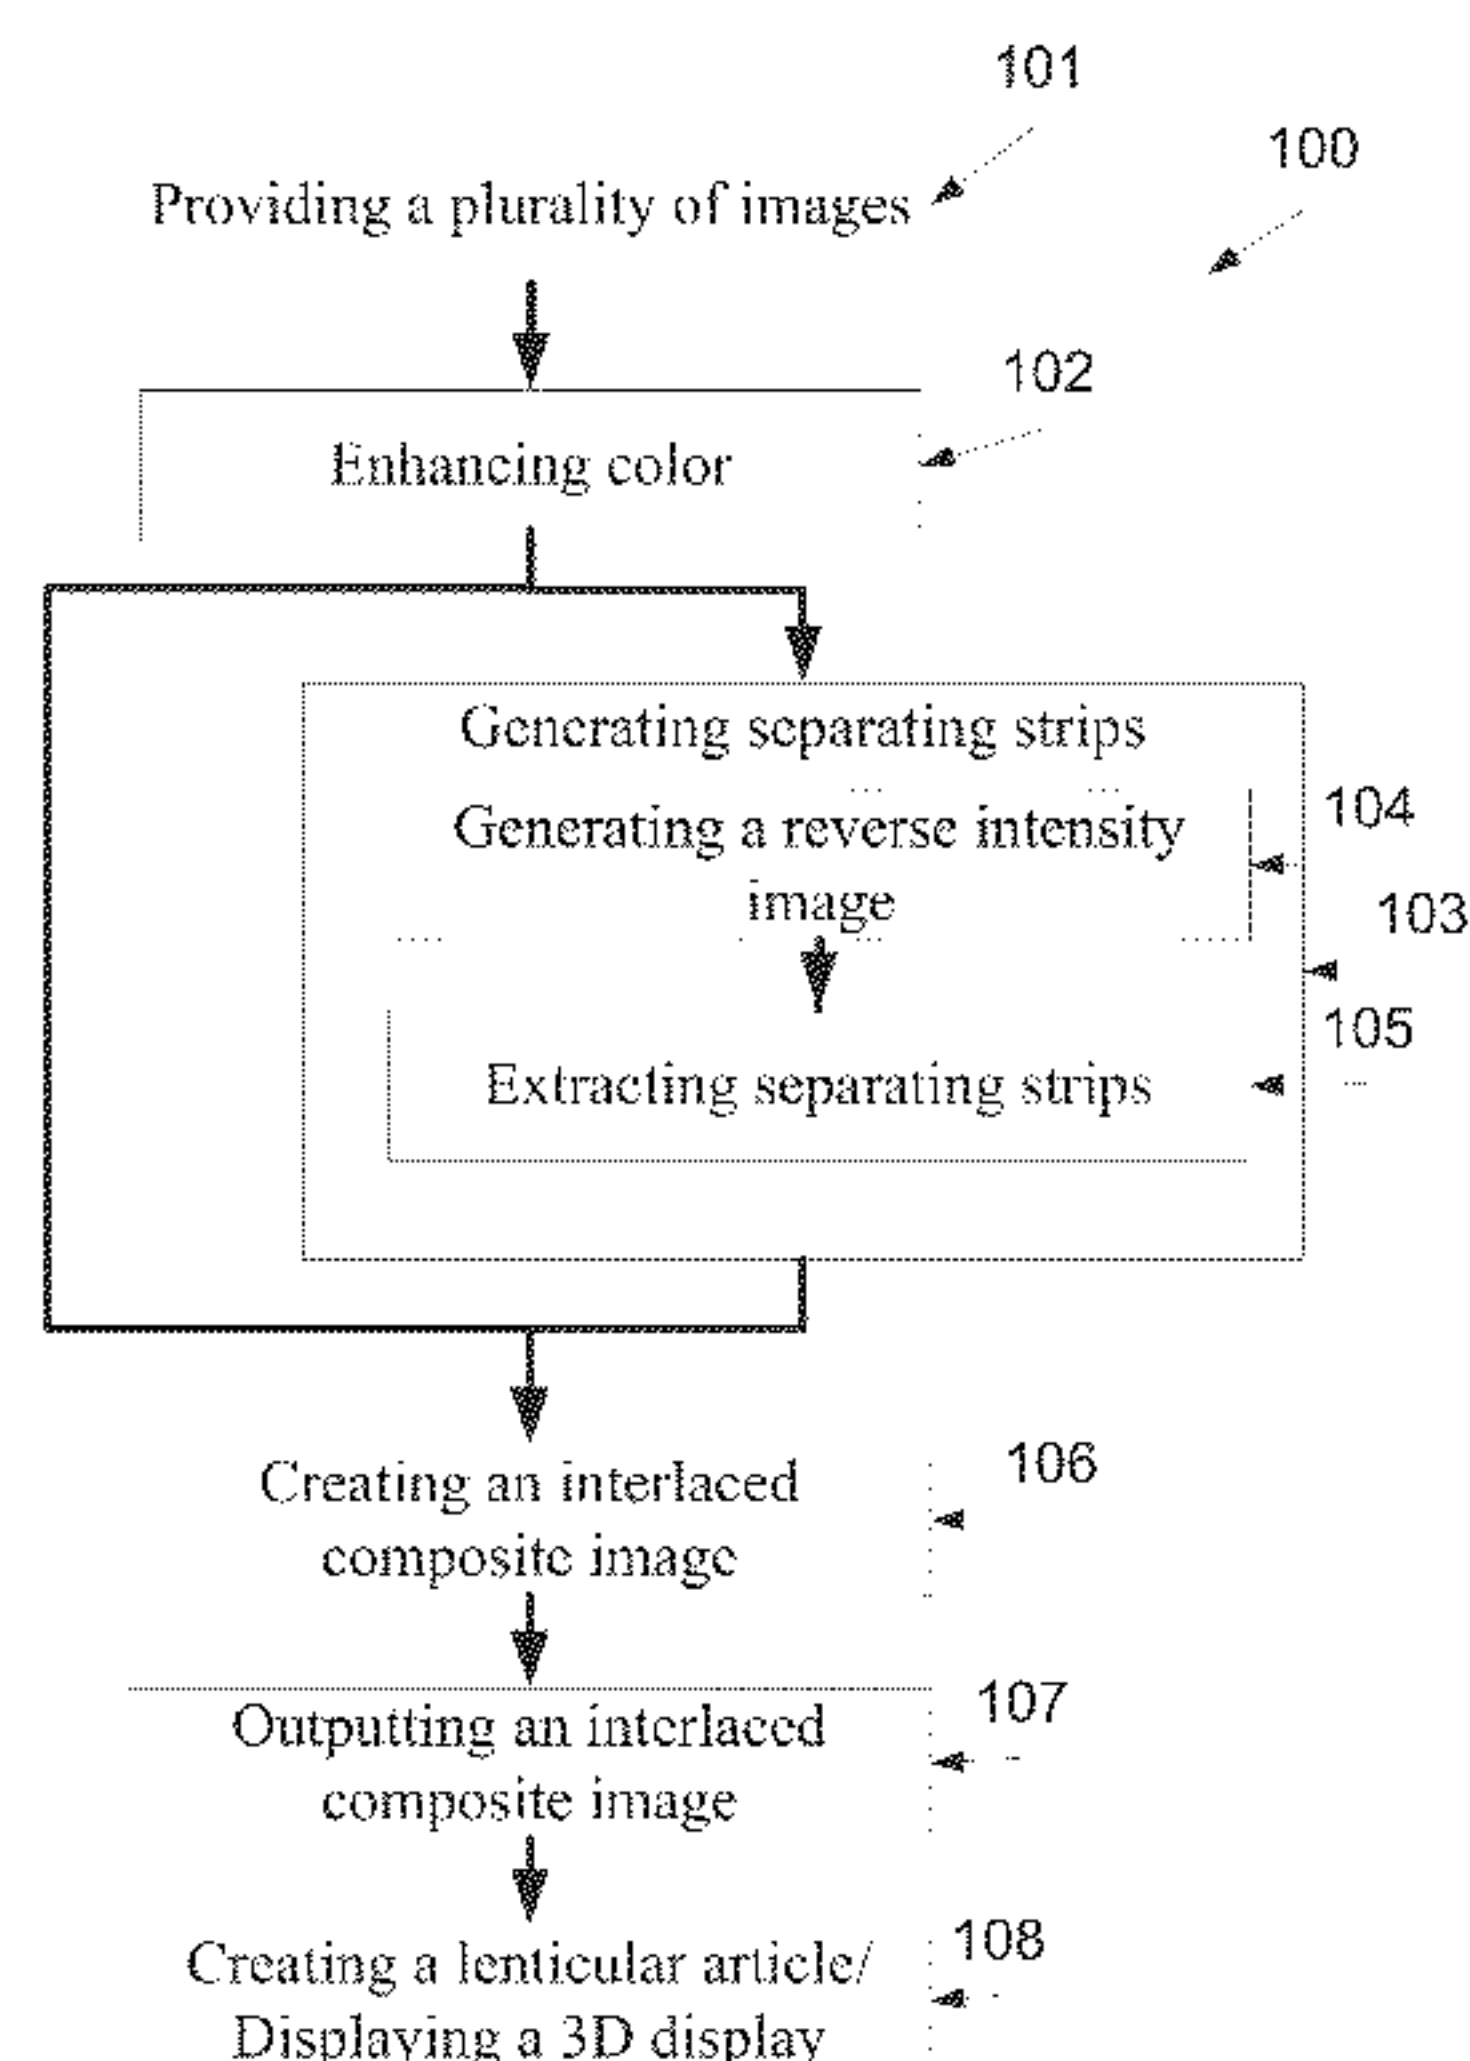 101
100
Providing a plurality of images
102
Enhancing color
Generating separating strips
104
Generating a reverse intensity
image
103
105
Extracting separating strips
106
Creating an interlaced
composite image
107
Outputting an interlaced
composite image
108
Creating a lenticular article/
Displaying a 3D display